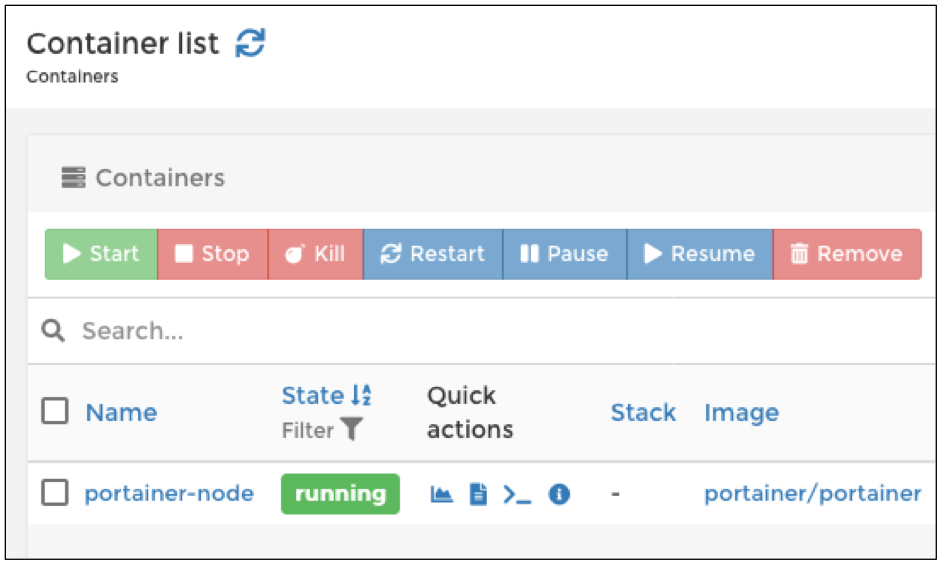 Container list
Containers
Containers
Start Stop Kill Restart Pause Resume Remove
Search...
Name State Filter Quick actions Stack Image
portainer-node running - portainer/portainer